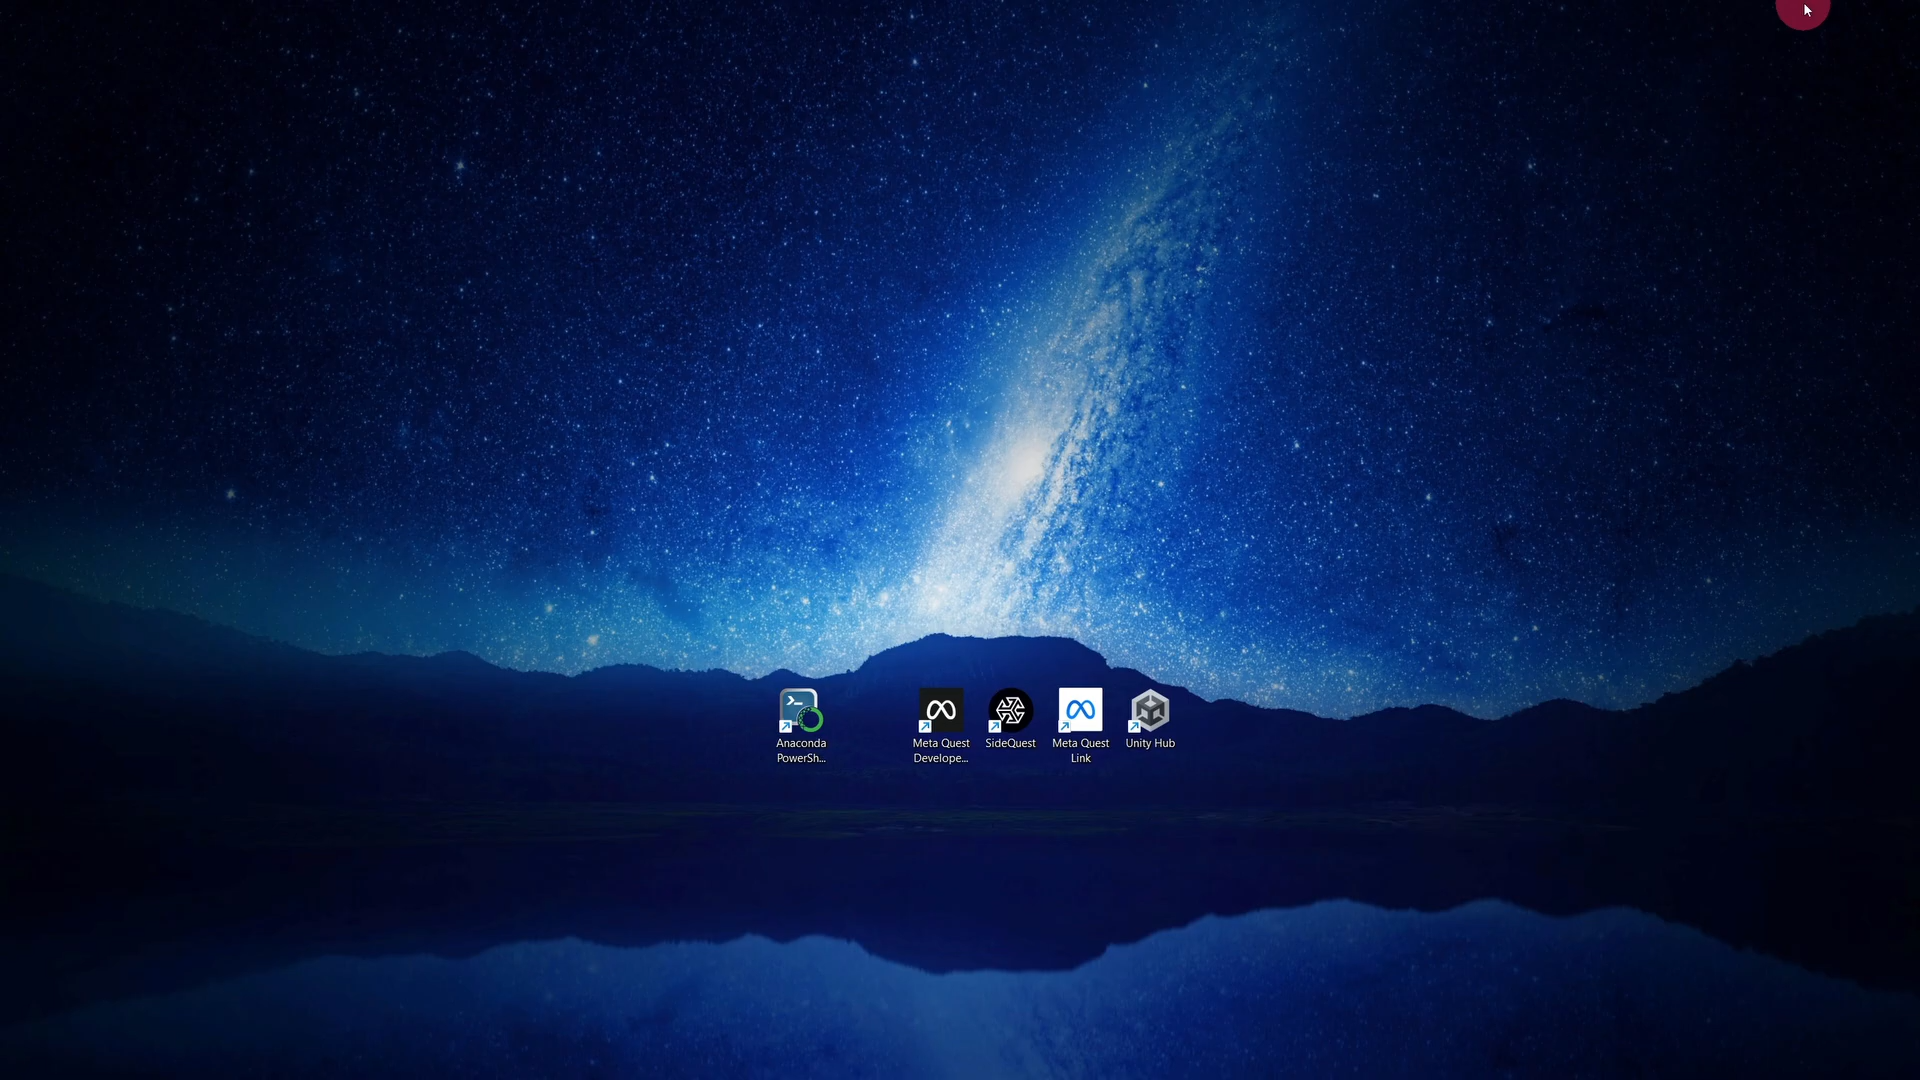 Anaconda
PowerSh...
Meta Quest
Develope...
SideQuest
Meta Quest
Link
Unity Hub